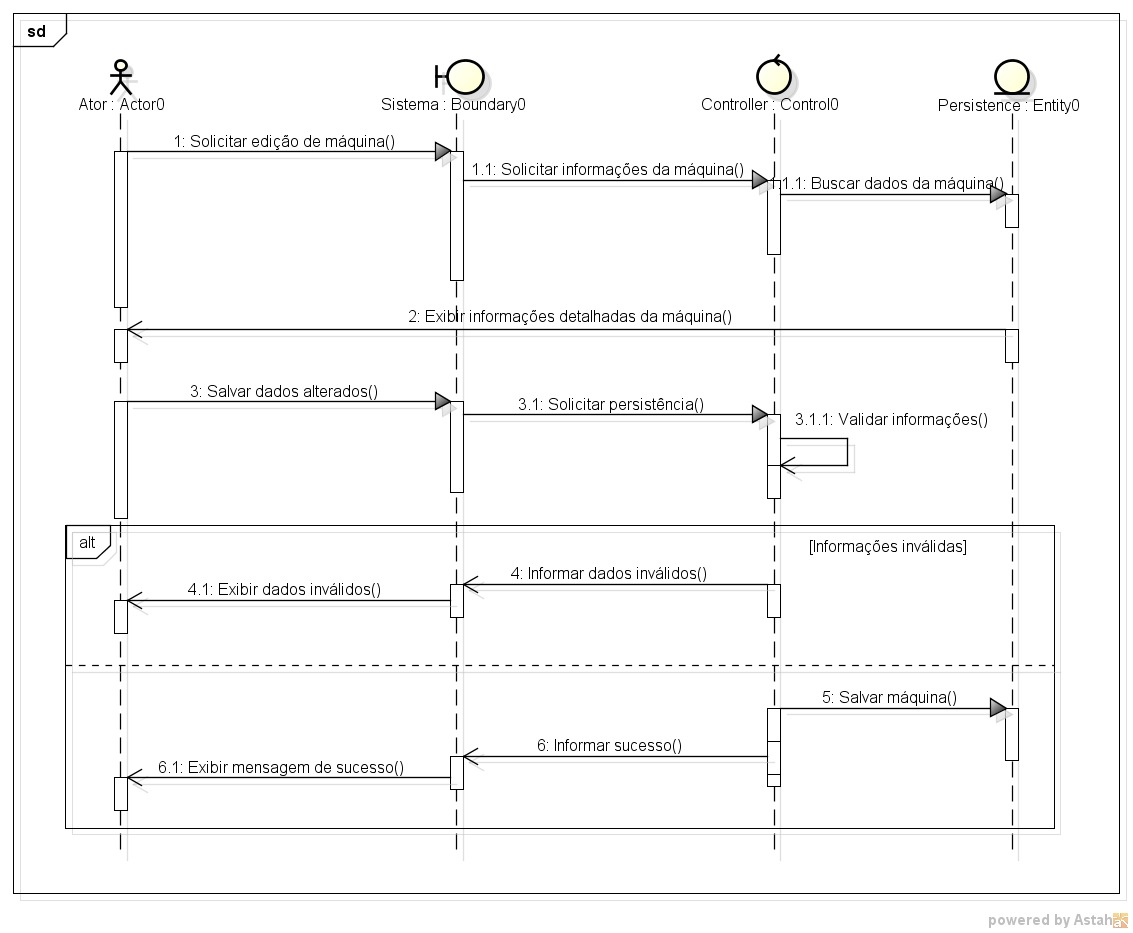 sd
Ator : Actor0
Sistema : Boundary0
Controller : Control0
Persistence : Entity0
1: Solicitar edição de máquina()
1.1: Solicitar informações da máquina()
1.1.1: Buscar dados da máquina()
2: Exibir informações detalhadas da máquina()
3: Salvar dados alterados()
3.1: Solicitar persistência()
3.1.1: Validar informações()
alt
[Informações inválidas]
4: Informar dados inválidos()
4.1: Exibir dados inválidos()
5: Salvar máquina()
6: Informar sucesso()
6.1: Exibir mensagem de sucesso()
powered by Astah